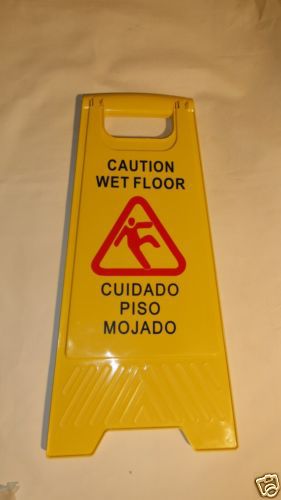 CAUTION
WET FLOOR
CUIDADO
PISO
MOJADO